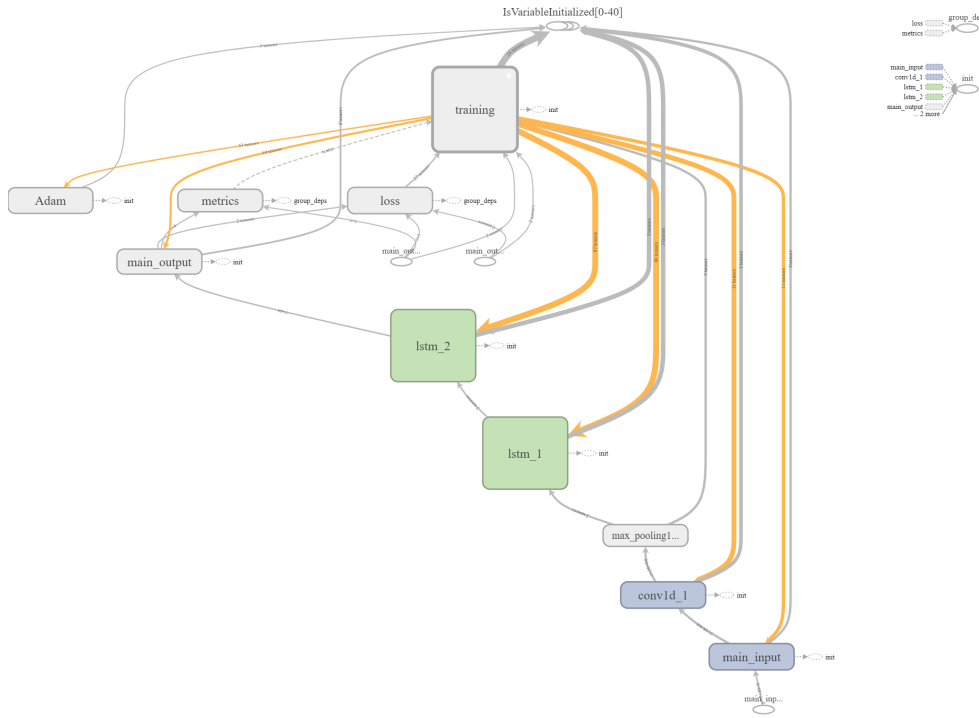 IsVariableInitialized[0-40]
group_de
loss
metrics
main_input
conv1d_1
lstm_1
lstm_2
main_output
... 2 more
init
training
init
Adam
init
metrics
group_deps
loss
group_deps
main_output
init
main_out...
main_out...
lstm_2
init
lstm_1
init
max_pooling1...
conv1d_1
init
main_input
init
main_inp...